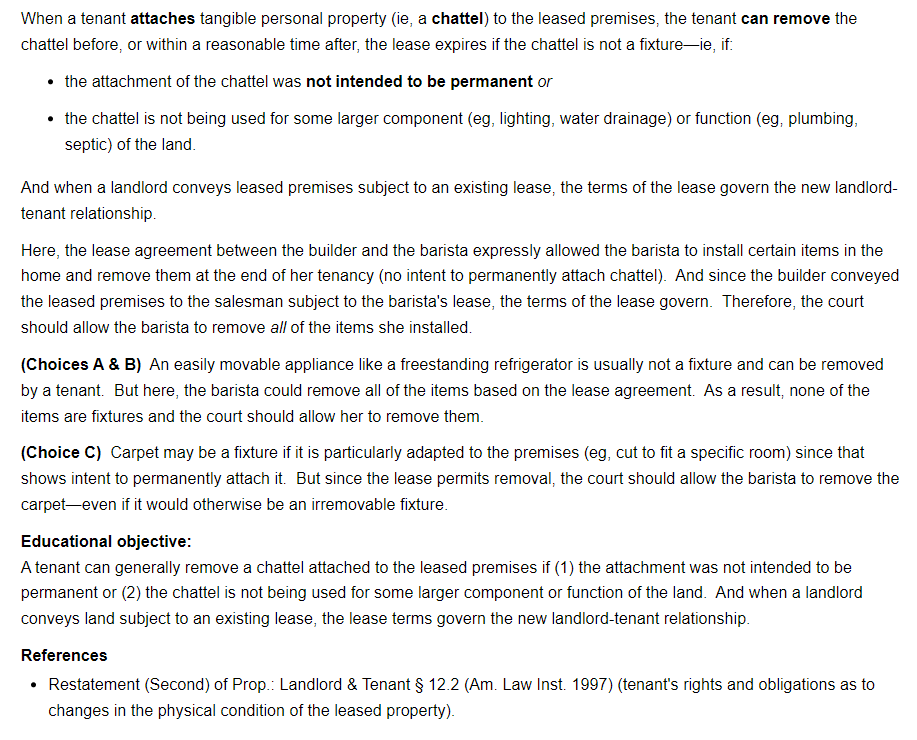 When a tenant attaches tangible personal property (ie, a chattel) to the leased premises, the tenant can remove the
chattel before, or within a reasonable time after, the lease expires if the chattel is not a fixture—ie, if:
• the attachment of the chattel was not intended to be permanent or
• the chattel is not being used for some larger component (eg, lighting, water drainage) or function (eg, plumbing,
septic) of the land.
And when a landlord conveys leased premises subject to an existing lease, the terms of the lease govern the new landlord-
tenant relationship.
Here, the lease agreement between the builder and the barista expressly allowed the barista to install certain items in the
home and remove them at the end of her tenancy (no intent to permanently attach chattel).  And since the builder conveyed
the leased premises to the salesman subject to the barista's lease, the terms of the lease govern.  Therefore, the court
should allow the barista to remove all of the items she installed.
(Choices A & B)  An easily movable appliance like a freestanding refrigerator is usually not a fixture and can be removed
by a tenant.  But here, the barista could remove all of the items based on the lease agreement.  As a result, none of the
items are fixtures and the court should allow her to remove them.
(Choice C)  Carpet may be a fixture if it is particularly adapted to the premises (eg, cut to fit a specific room) since that
shows intent to permanently attach it.  But since the lease permits removal, the court should allow the barista to remove the
carpet—even if it would otherwise be an irremovable fixture.
Educational objective:
A tenant can generally remove a chattel attached to the leased premises if (1) the attachment was not intended to be
permanent or (2) the chattel is not being used for some larger component or function of the land.  And when a landlord
conveys land subject to an existing lease, the lease terms govern the new landlord-tenant relationship.
References
• Restatement (Second) of Prop.: Landlord & Tenant § 12.2 (Am. Law Inst. 1997) (tenant's rights and obligations as to
changes in the physical condition of the leased property).